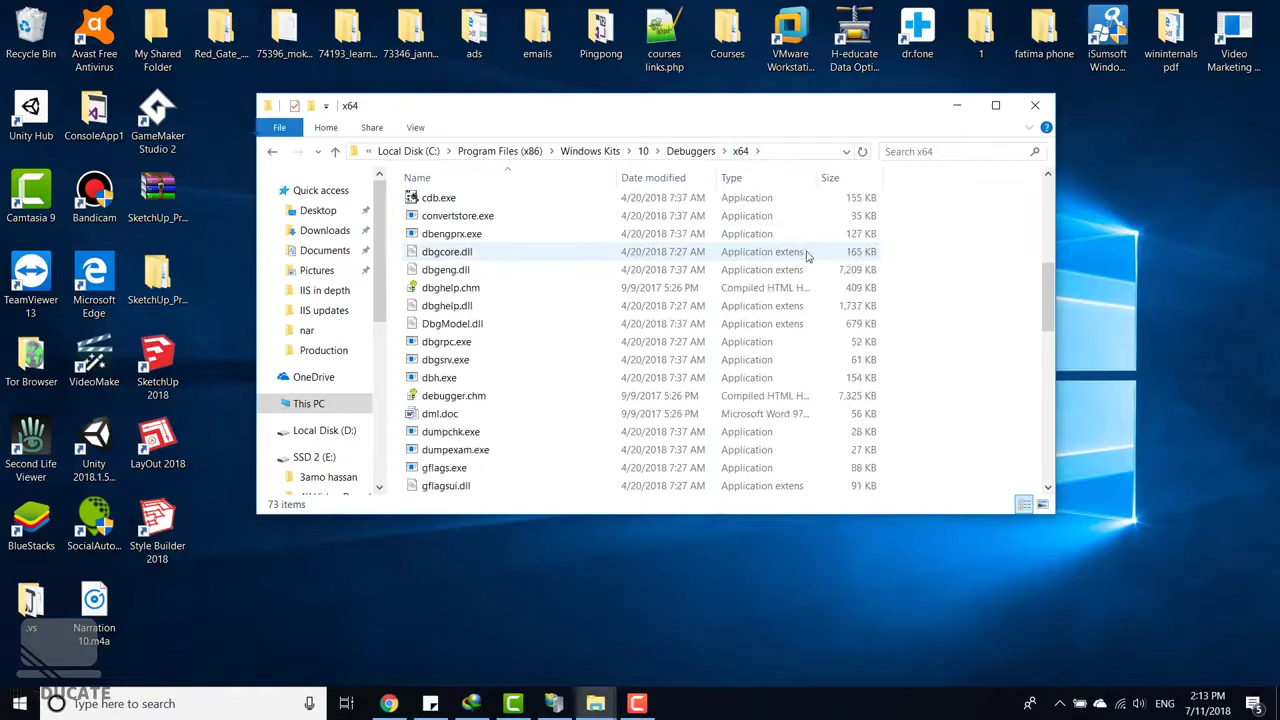 Recycle Bin
Avast Free
Antivirus
My Shared
Folder
Red_Gate_...
75396_mok...
74193_learn...
73346_jann...
ads
emails
Pingpong
courses
links.php
Courses
VMware
Workstati...
H-educate
Data Optio...
dr.fone
1
fatima phone
iSumsoft
Windo...
wininternals
pdf
Video
Marketing ...
Unity Hub
ConsoleApp1
GameMaker
Studio 2
Camtasia 9
Bandicam
SketchUp_Pr...
TeamViewer
13
Microsoft
Edge
SketchUp_Pr...
Tor Browser
VideoMake
SketchUp
2018
Second Life
Viewer
Unity
2018.1.5...
LayOut 2018
BlueStacks
SocialAuto...
Style Builder
2018
.vs
Narration
10.m4a
x64
File Home Share View
« Local Disk (C:) > Program Files (x86) > Windows Kits > 10 > Debuggers > x64 >
Search x64
Quick access
Desktop
Downloads
Documents
Pictures
IIS in depth
IIS updates
nar
Production
OneDrive
This PC
Local Disk (D:)
SSD 2 (E:)
3amo hassan
Name Date modified Type Size
cdb.exe 4/20/2018 7:37 AM Application 155 KB
convertstore.exe 4/20/2018 7:37 AM Application 35 KB
dbengprx.exe 4/20/2018 7:37 AM Application 127 KB
dbgcore.dll 4/20/2018 7:27 AM Application extens 165 KB
dbgeng.dll 4/20/2018 7:37 AM Application extens 7,209 KB
dbghelp.chm 9/9/2017 5:26 PM Compiled HTML H... 409 KB
dbghelp.dll 4/20/2018 7:37 AM Application extens 1,737 KB
DbgModel.dll 4/20/2018 7:37 AM Application extens 679 KB
dbgrpc.exe 4/20/2018 7:37 AM Application 52 KB
dbgsrv.exe 4/20/2018 7:37 AM Application 61 KB
dbh.exe 4/20/2018 7:37 AM Application 154 KB
debugger.chm 9/9/2017 5:26 PM Compiled HTML H... 7,325 KB
dml.doc 9/9/2017 5:26 PM Microsoft Word 97... 56 KB
dumpchk.exe 4/20/2018 7:37 AM Application 28 KB
dumpexam.exe 4/20/2018 7:37 AM Application 27 KB
gflags.exe 4/20/2018 7:27 AM Application 88 KB
gflagsui.dll 4/20/2018 7:27 AM Application extens 91 KB
73 items
DUCATE
Type here to search
ENG
2:13 PM
7/11/2018
5